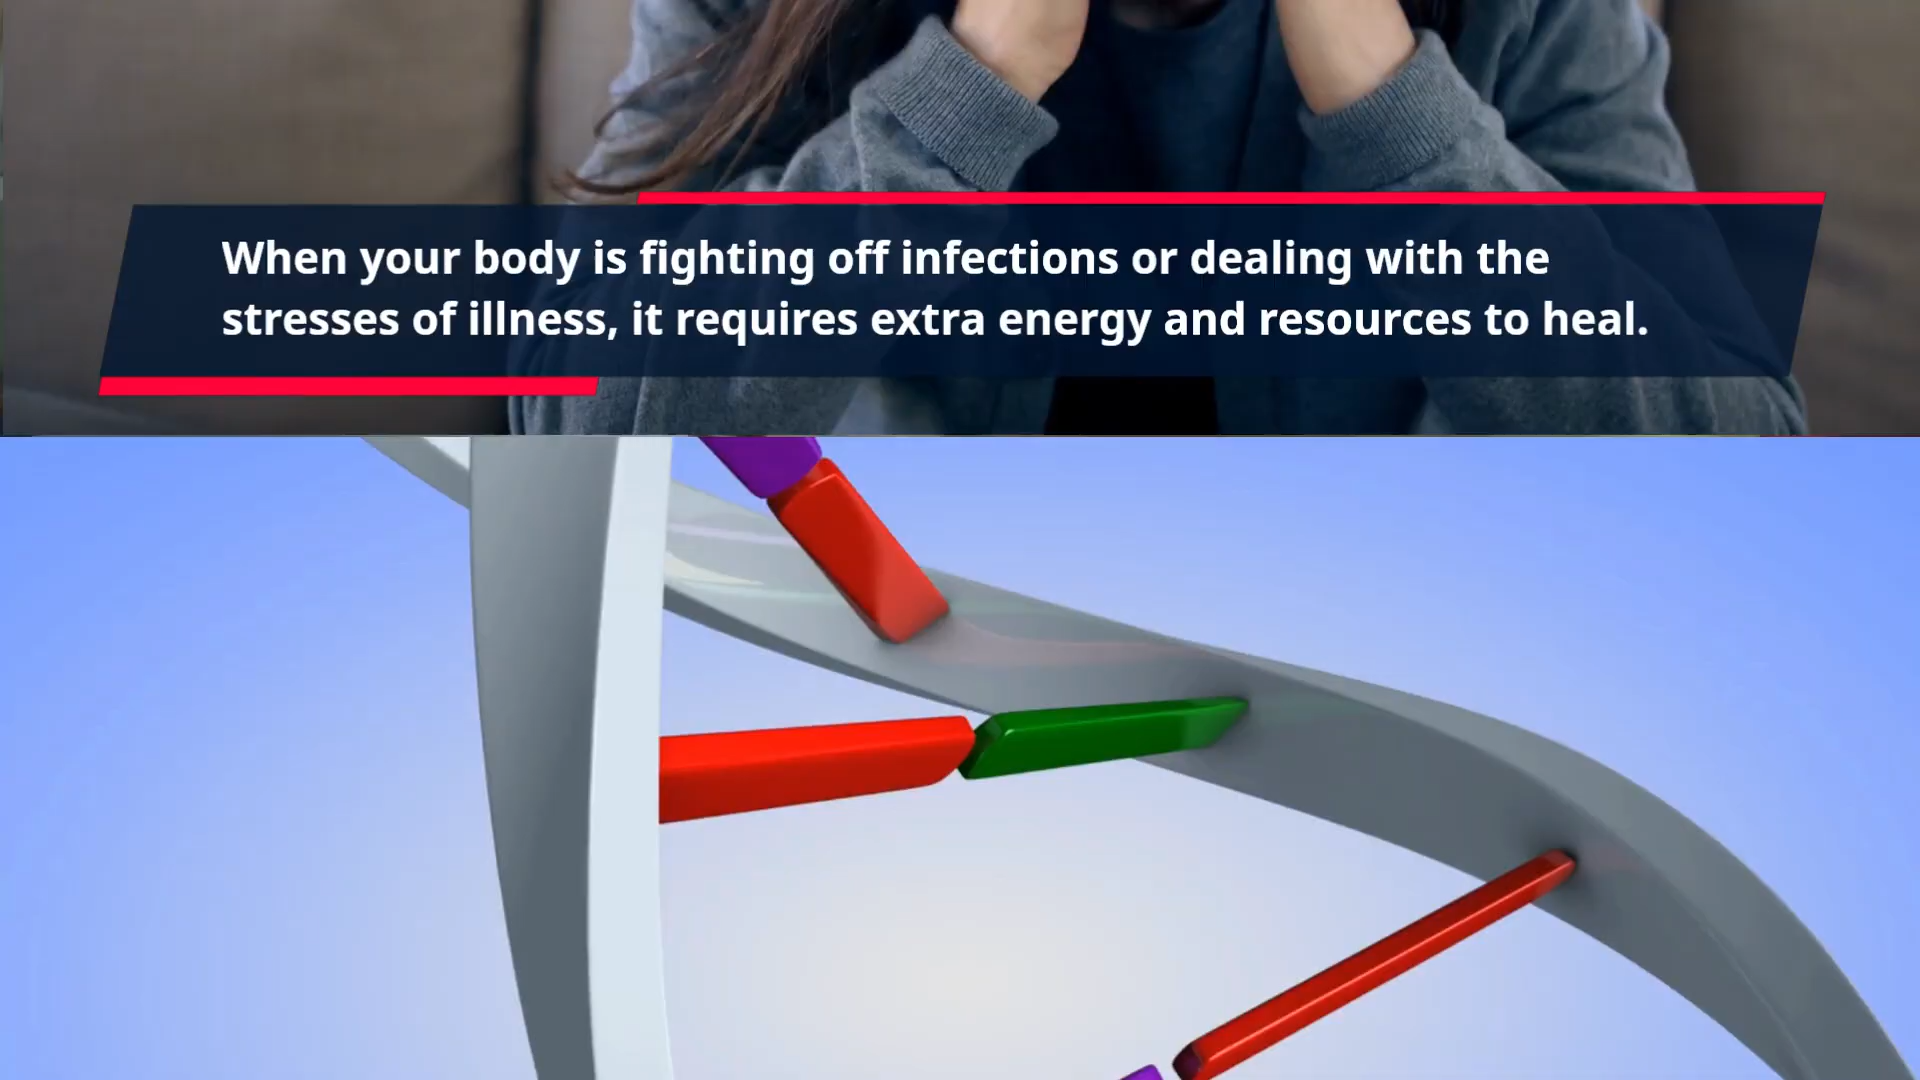 When your body is fighting off infections or dealing with the
stresses of illness, it requires extra energy and resources to heal.